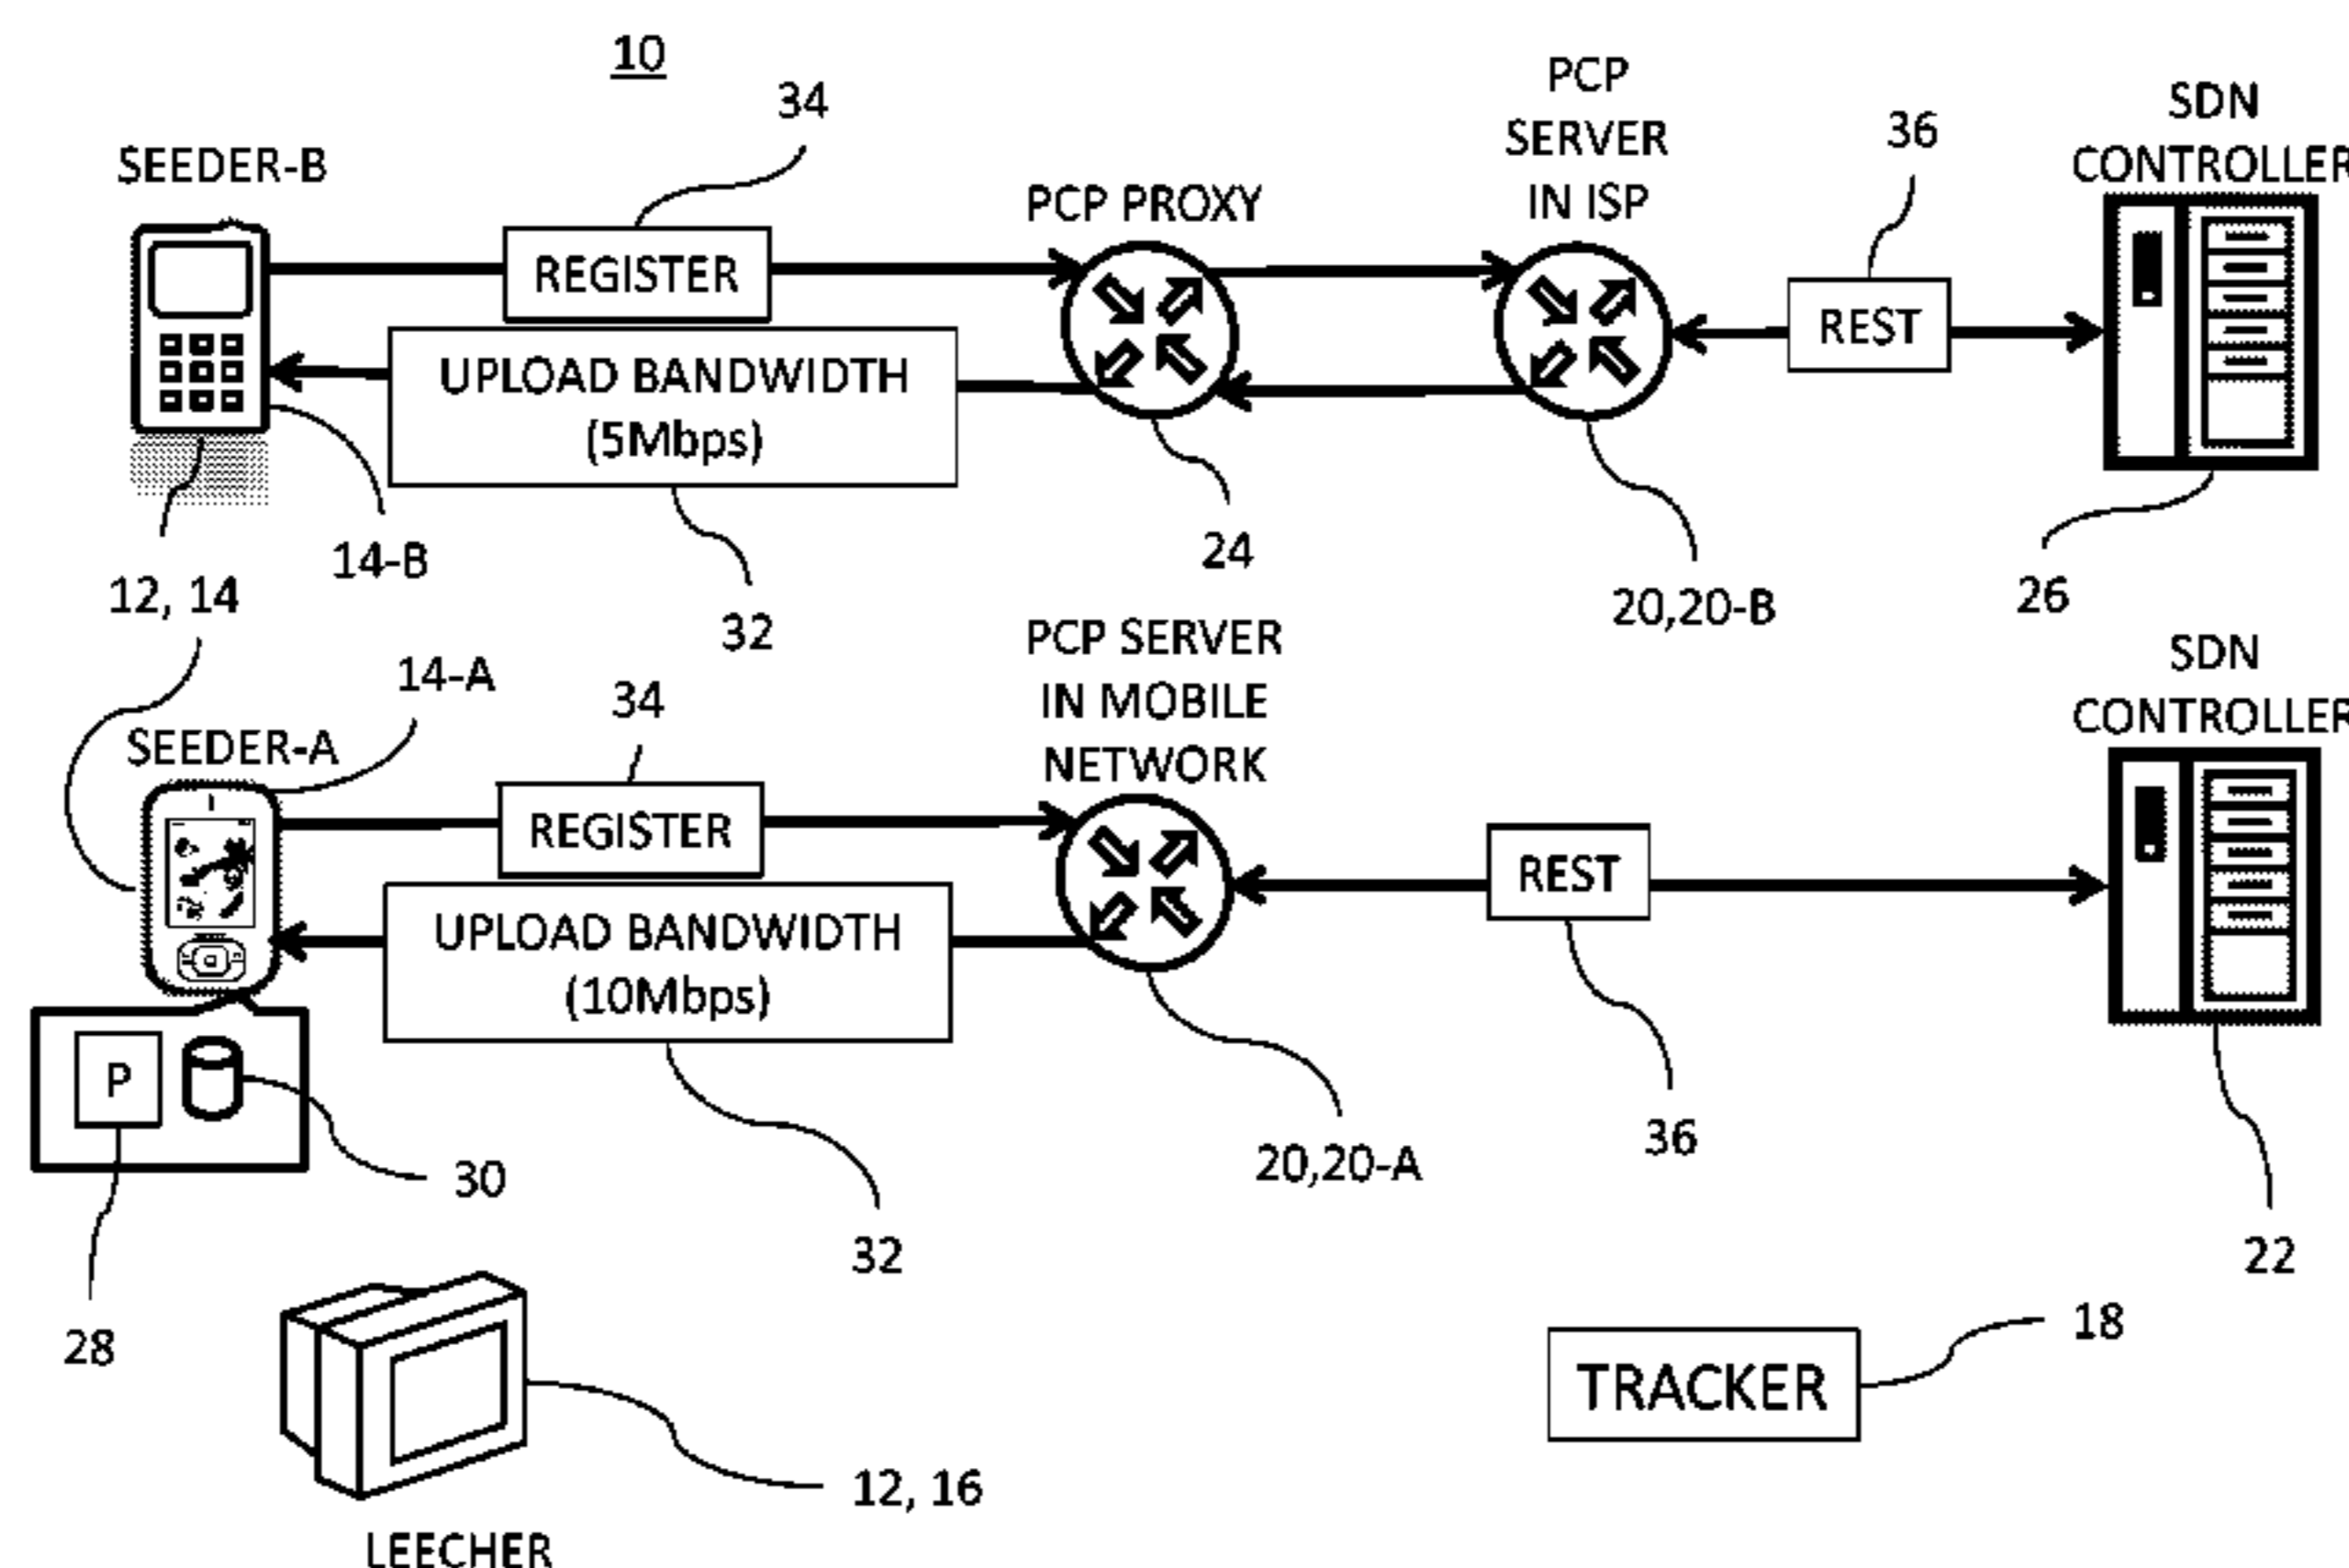 10
34
PCP
SERVER
IN ISP
36
SDN
CONTROLLER
SEEDER-B
PCP PROXY
REGISTER
REST
UPLOAD BANDWIDTH
(5Mbps)
12, 14
14-B
32
24
20,20-B
26
14-A
SEEDER-A
34
PCP SERVER
IN MOBILE
NETWORK
SDN
CONTROLLER
REGISTER
REST
UPLOAD BANDWIDTH
(10Mbps)
P
30
28
32
20,20-A
36
22
18
TRACKER
12, 16
LEECHER